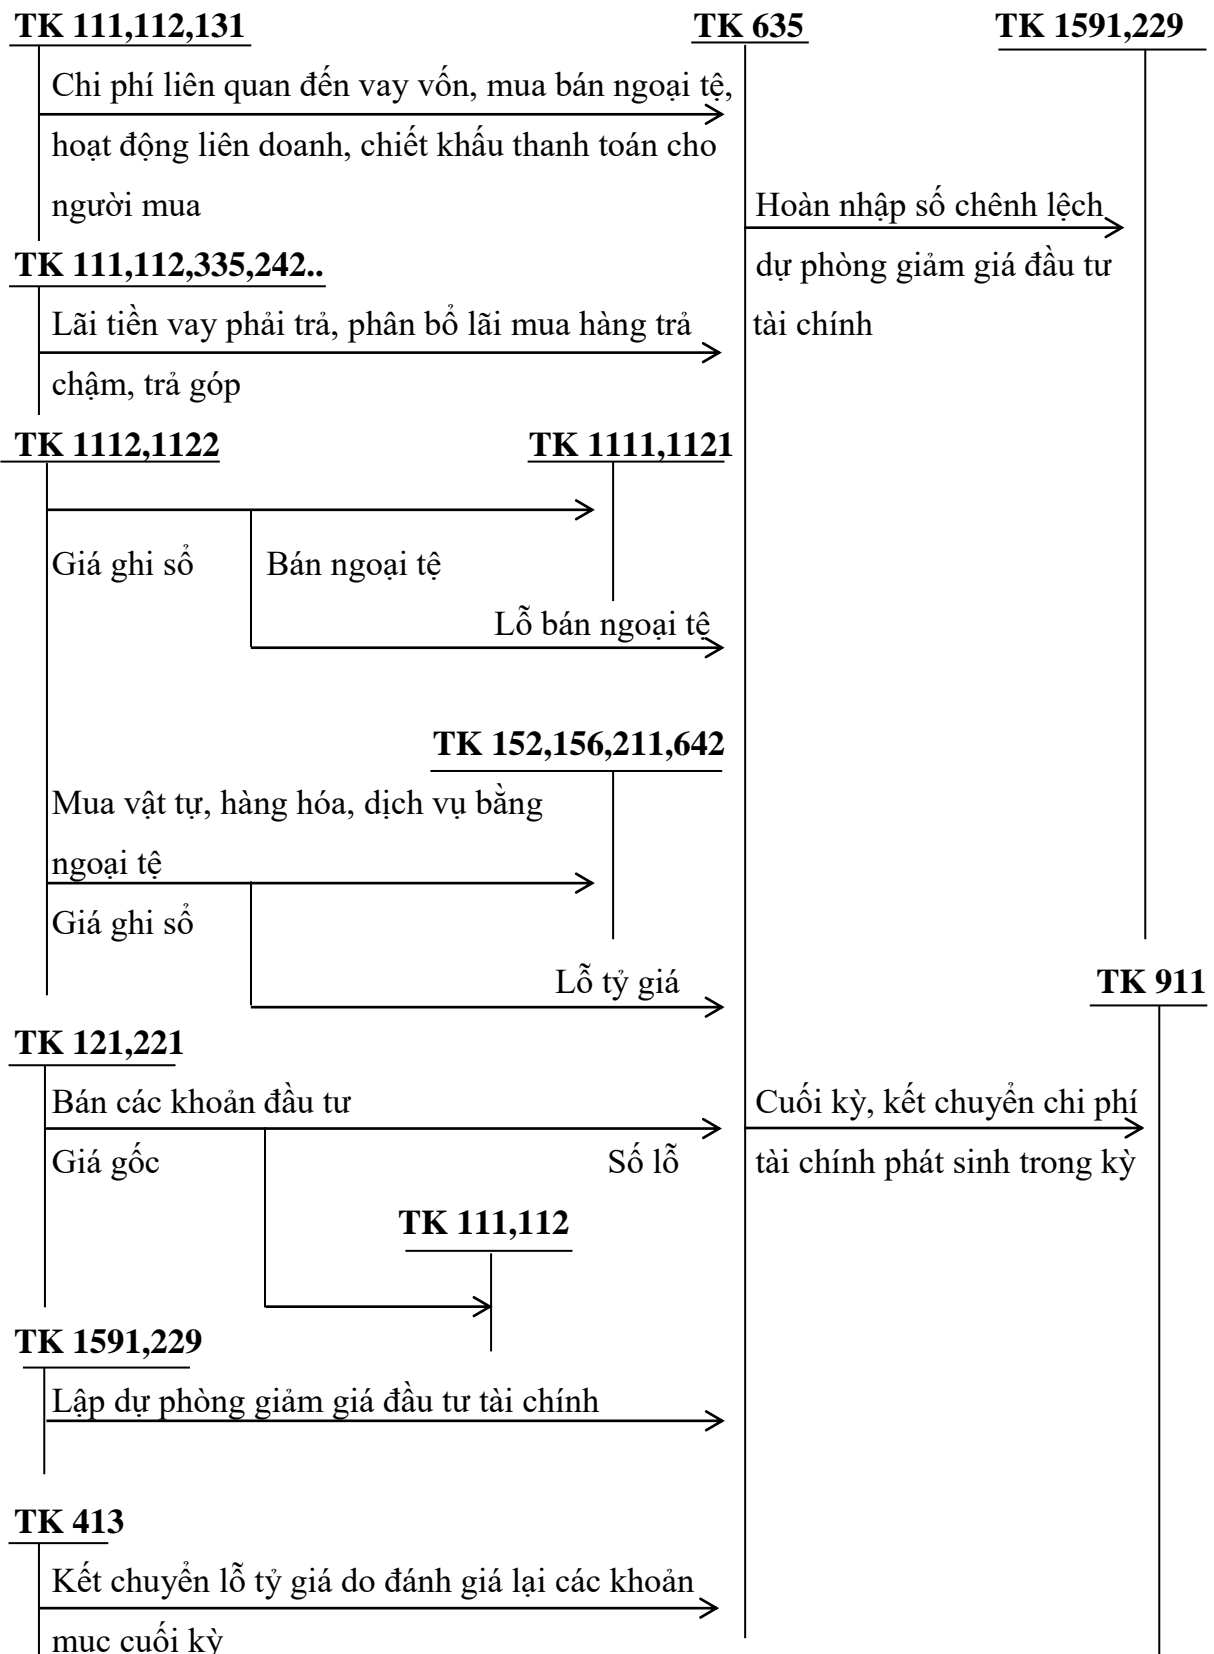 TK 111,112,131
TK 635
TK 1591,229
Chi phí liên quan đến vay vốn, mua bán ngoại tệ,
hoạt động liên doanh, chiết khấu thanh toán cho
người mua
Hoàn nhập số chênh lệch
dự phòng giảm giá đầu tư
tài chính
TK 111,112,335,242..
Lãi tiền vay phải trả, phân bổ lãi mua hàng trả
chậm, trả góp
TK 1112,1122
TK 1111,1121
Giá ghi sổ
Bán ngoại tệ
Lỗ bán ngoại tệ
TK 152,156,211,642
Mua vật tự, hàng hóa, dịch vụ bằng
ngoại tệ
Giá ghi sổ
Lỗ tỷ giá
TK 911
TK 121,221
Bán các khoản đầu tư
Giá gốc
Số lỗ
Cuối kỳ, kết chuyển chi phí
tài chính phát sinh trong kỳ
TK 111,112
TK 1591,229
Lập dự phòng giảm giá đầu tư tài chính
TK 413
Kết chuyển lỗ tỷ giá do đánh giá lại các khoản
mục cuối kỳ